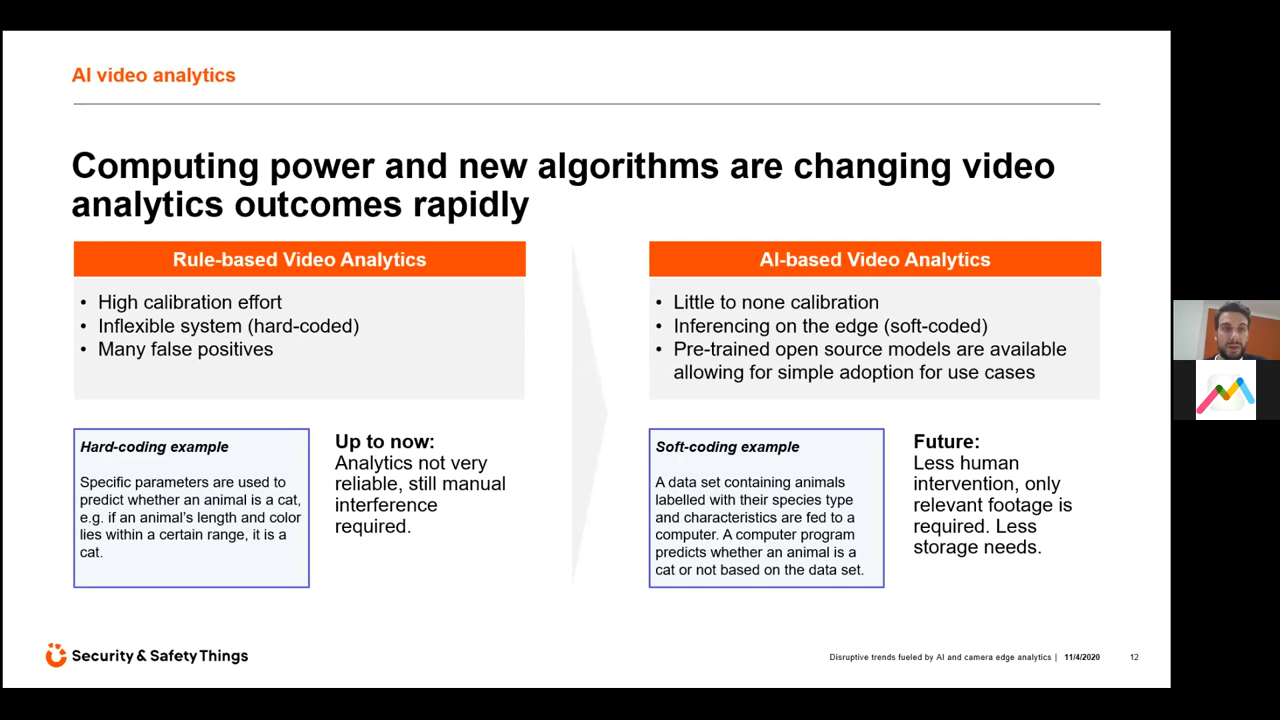 AI video analytics
Computing power and new algorithms are changing video
analytics outcomes rapidly
Rule-based Video Analytics
• High calibration effort
• Inflexible system (hard-coded)
• Many false positives
Hard-coding example
Specific parameters are used to
predict whether an animal is a cat,
e.g. if an animal's length and color
lies within a certain range, it is a
cat.
Up to now:
Analytics not very
reliable, still manual
interference
required.
AI-based Video Analytics
• Little to none calibration
• Inferencing on the edge (soft-coded)
• Pre-trained open source models are available
allowing for simple adoption for use cases
Soft-coding example
A data set containing animals
labelled with their species type
and characteristics are fed to a
computer. A computer program
predicts whether an animal is a
cat or not based on the data set.
Future:
Less human
intervention, only
relevant footage is
required. Less
storage needs.
Security & Safety Things
Disruptive trends fueled by AI and camera edge analytics | 11/4/2020 12